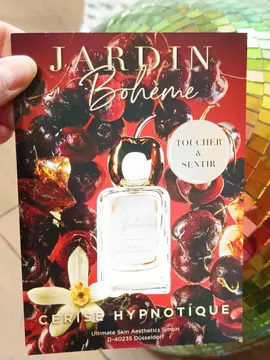 JARDIN
Bohème
TOUCHER
&
SENTIR
CERISE HYPNOTIQUE
Ultimate Skin Aesthetics GmbH
D-40235 Düsseldorf